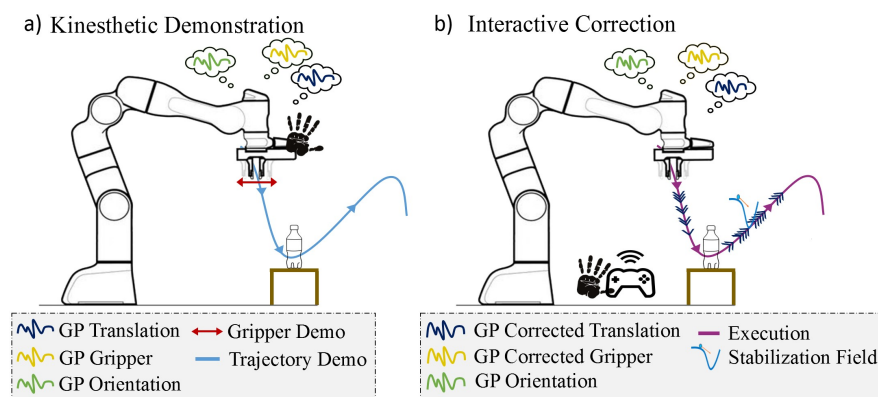 a) Kinesthetic Demonstration
b) Interactive Correction
GP Translation
Gripper Demo
GP Gripper
Trajectory Demo
GP Orientation
GP Corrected Translation
Execution
GP Corrected Gripper
Stabilization Field
GP Orientation